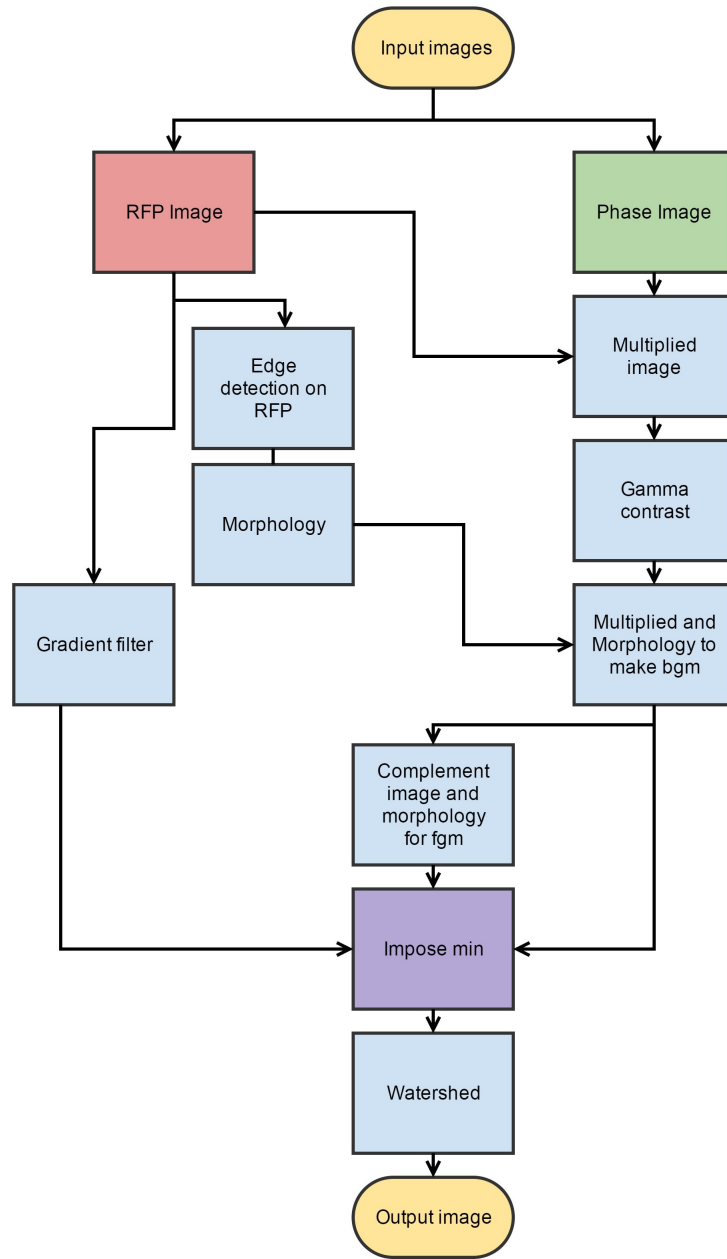 Input images
RFP Image
Phase Image
Edge
detection on
RFP
Multiplied
image
Morphology
Gamma
contrast
Gradient filter
Multiplied and
Morphology to
make bgm
Complement
image and
morphology
for fgm
Impose min
Watershed
Output image